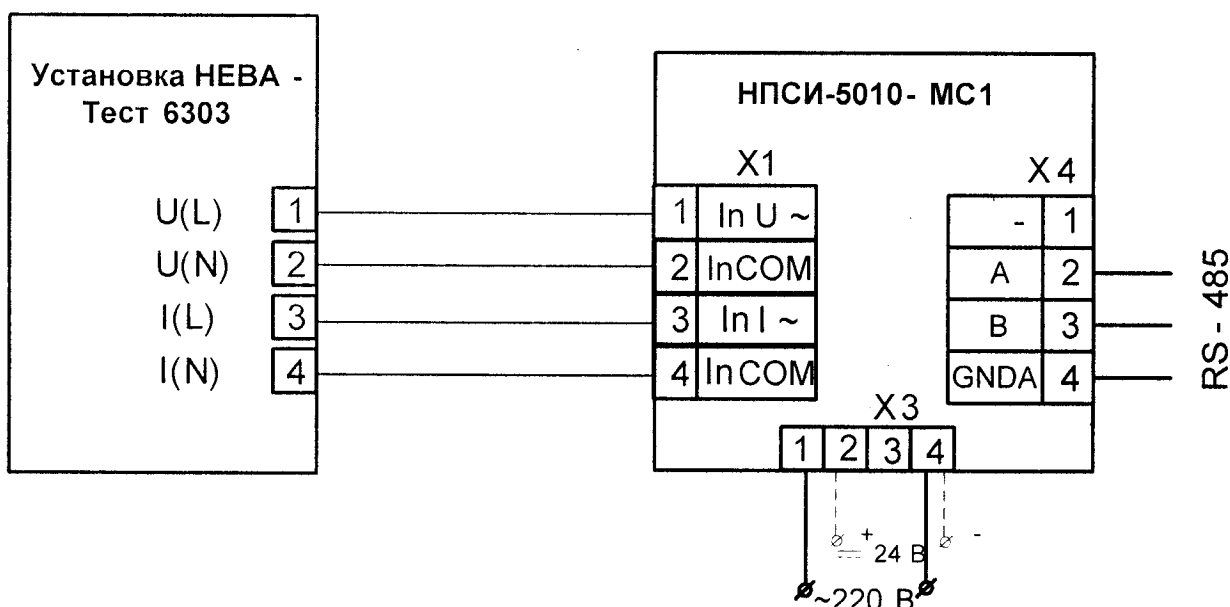 Установка НЕВА -
Тест 6303
U(L) 1
U(N) 2
I(L) 3
I(N) 4
НПСИ-5010- МС1
X1
1 In U ~
2 InCOM
3 In I ~
4 InCOM
X 4
- 1
A 2
B 3
GNDA 4
RS - 485
X3
1 2 3 4
+ -
24 В
~220 В